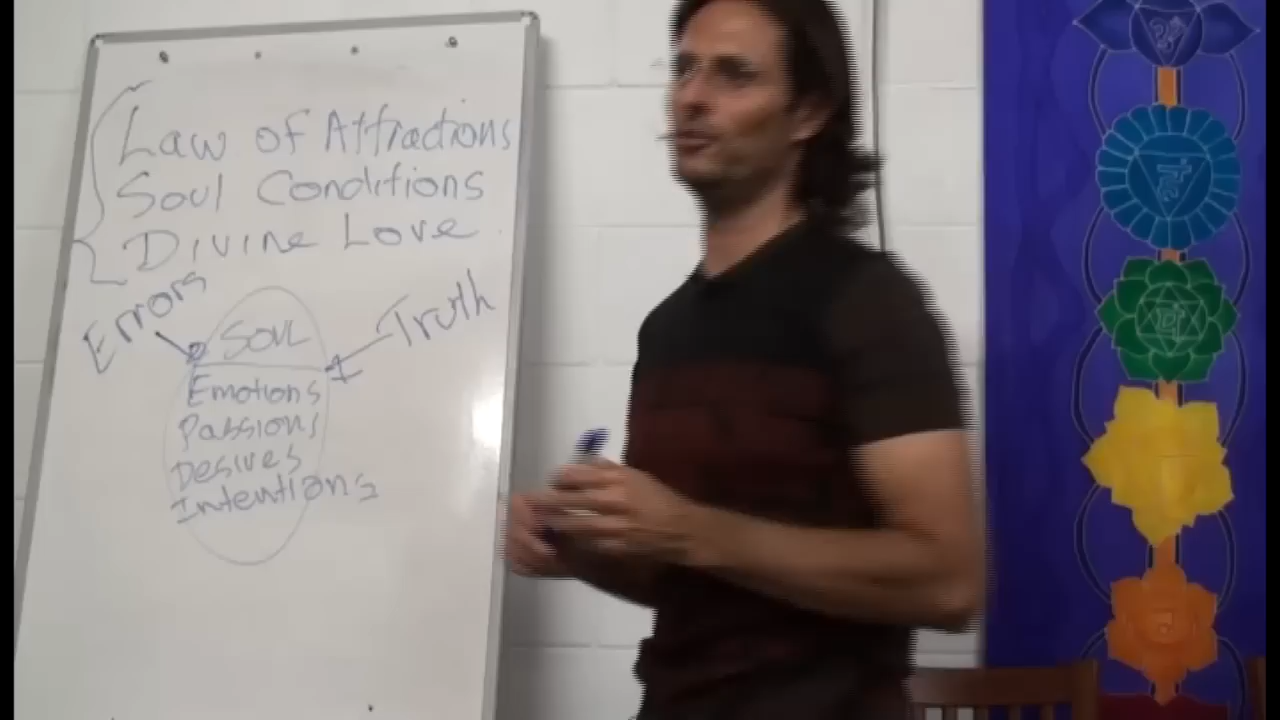 Law of Attractions
Soul Conditions
Divine Love
Errors
Truth
SOUL
Emotions
Passions
Desires
Intentions